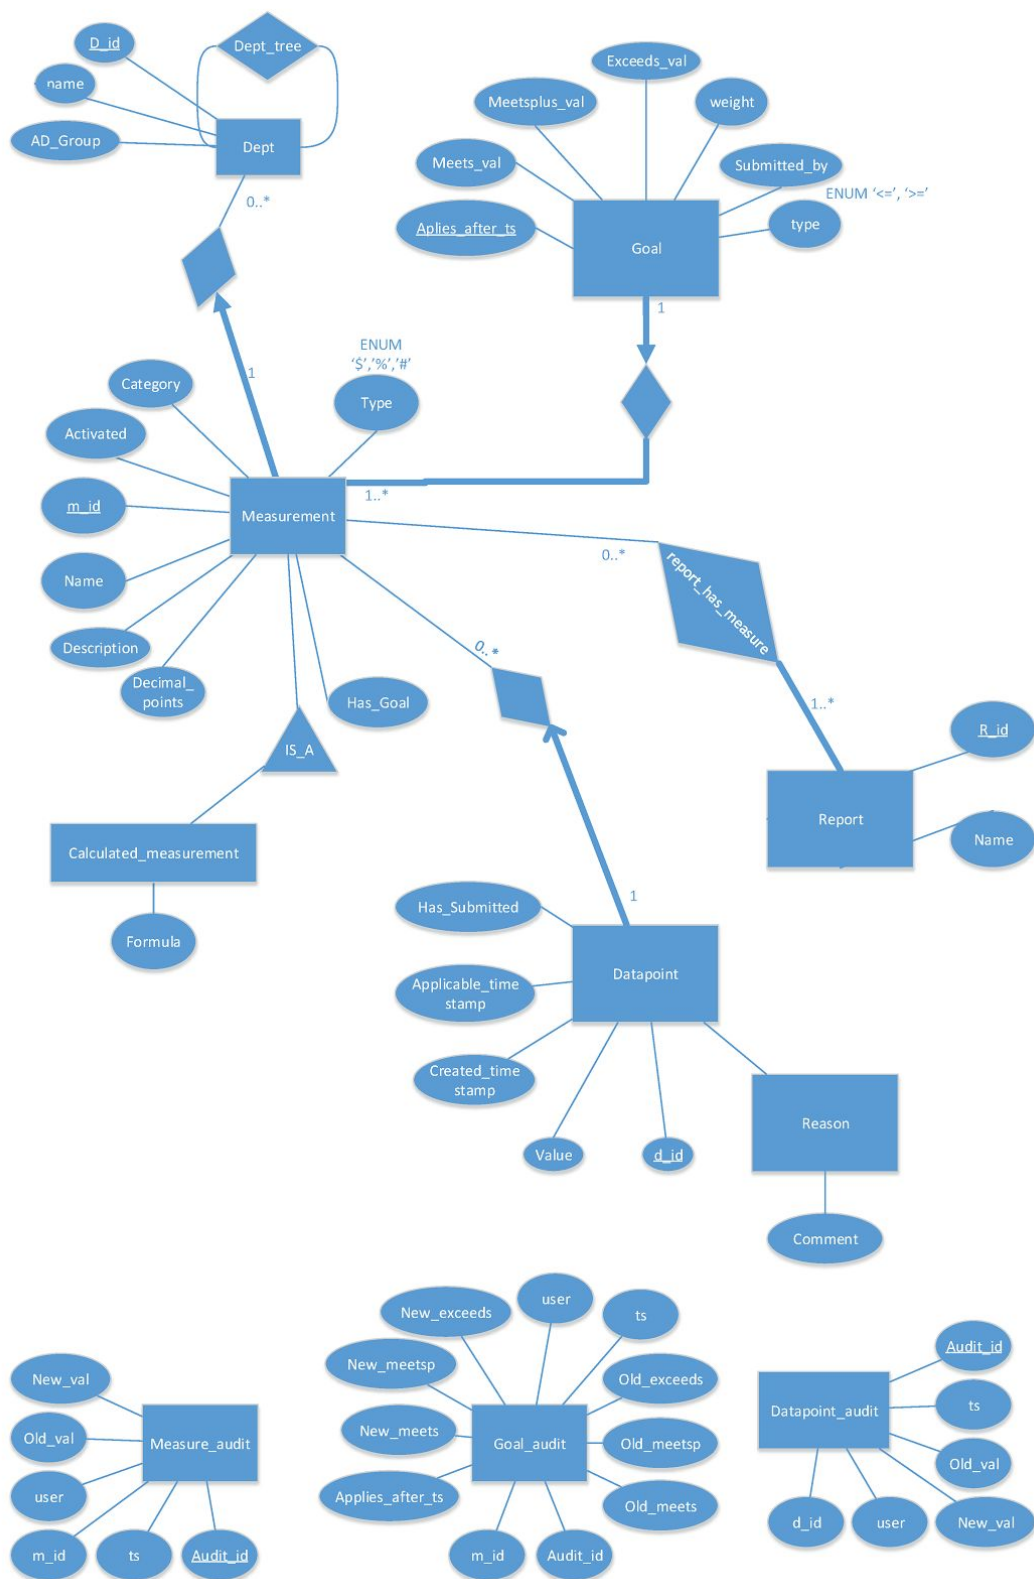 Dept_tree
D_id
name
AD_Group
Dept
0..*
Exceeds_val
Meetsplus_val
weight
Meets_val
Submitted_by
ENUM ‘<=’, ‘>=’
Aplies_after_ts
type
Goal
1
1
ENUM
‘$’,’%’,’#’
Category
Type
Activated
m_id
1..*
Measurement
0..*
report_has_measure
Name
Description
Decimal_
points
0..*
Has_Goal
IS_A
1..*
R_id
Report
Name
Calculated_measurement
Formula
1
Has_Submitted
Applicable_time
stamp
Datapoint
Created_time
stamp
Value
d_id
Reason
Comment
New_exceeds
user
ts
New_meetsp
Old_exceeds
New_meets
Goal_audit
Old_meetsp
Applies_after_ts
Old_meets
m_id
Audit_id
New_val
Old_val
Measure_audit
user
m_id
ts
Audit_id
Audit_id
Datapoint_audit
ts
Old_val
d_id
user
New_val